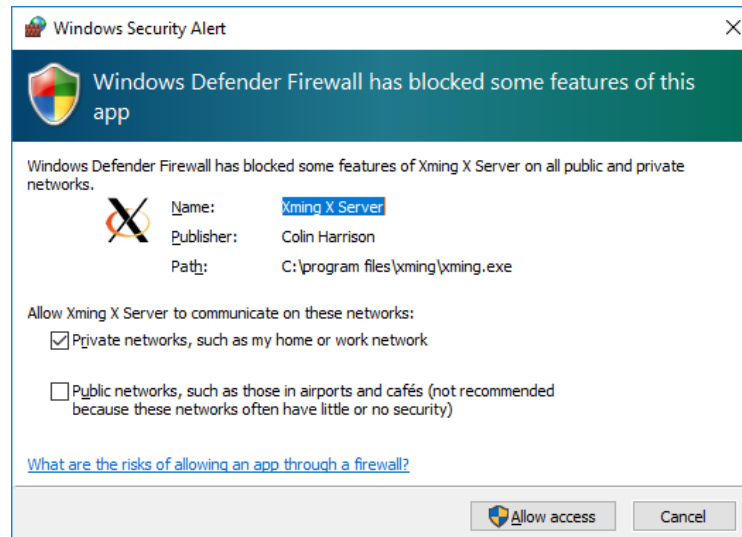 Windows Security Alert
Windows Defender Firewall has blocked some features of this
app
Windows Defender Firewall has blocked some features of Xming X Server on all public and private
networks.
Name: Xming X Server
Publisher: Colin Harrison
Path: C:\program files\xming\xming.exe
Allow Xming X Server to communicate on these networks:
Private networks, such as my home or work network
Public networks, such as those in airports and cafés (not recommended
because these networks often have little or no security)
What are the risks of allowing an app through a firewall?
Allow access Cancel